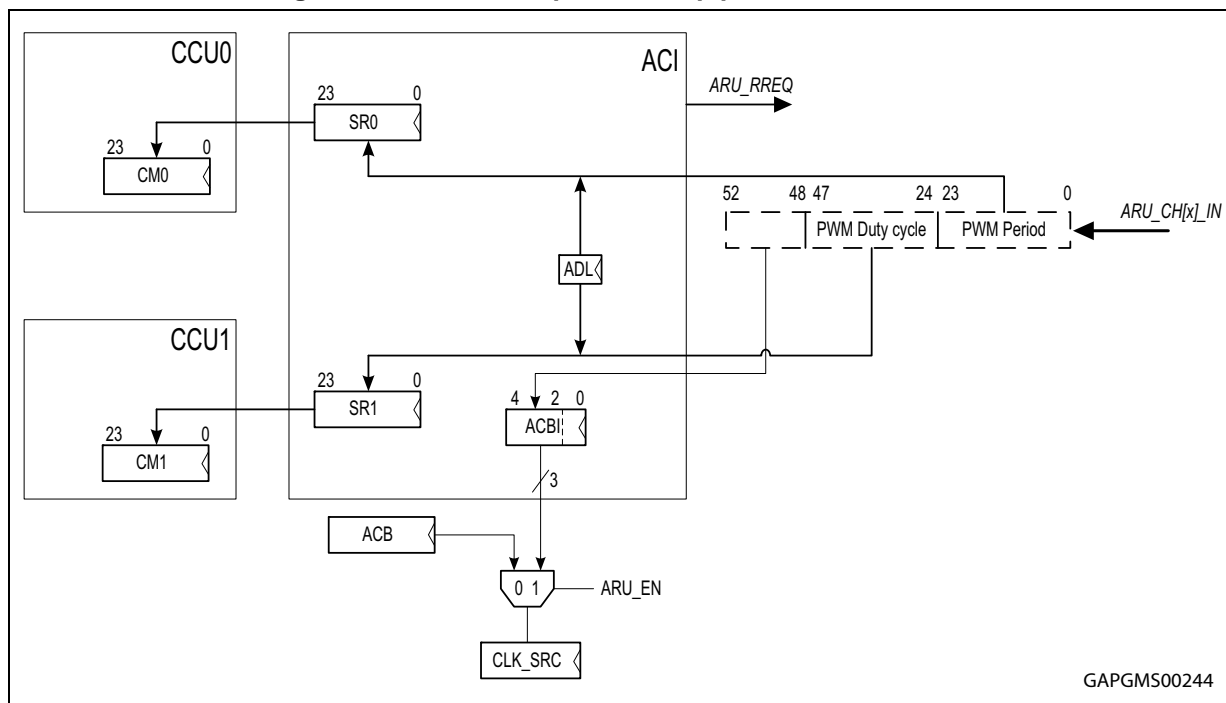 CCU0
ACI
23 0
SR0
ARU_RREQ
23 0
CM0
52 48 47 24 23 0
ARU_CH[x]_IN
PWM Duty cycle PWM Period
ADL
CCU1
23 0
SR1
4 2 0
ACBI
23 0
CM1
3
ACB
0 1
ARU_EN
CLK_SRC
GAPGMS00244